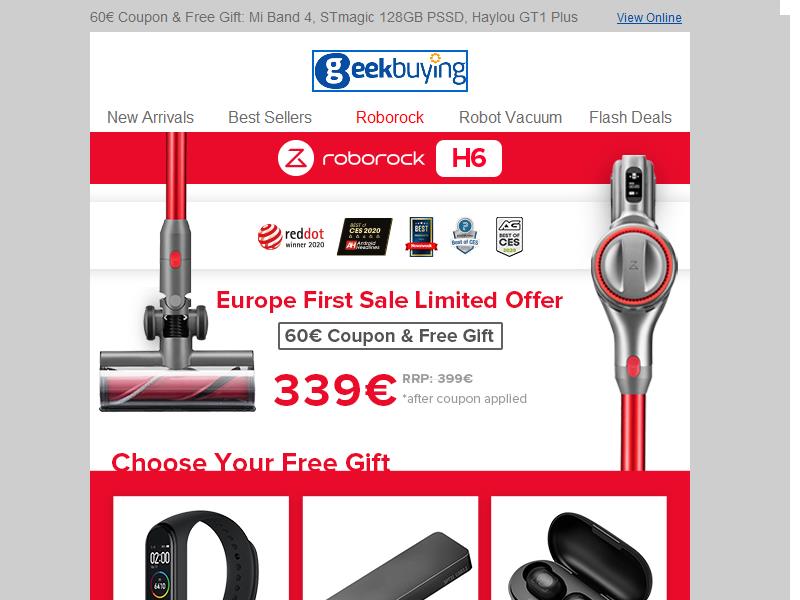 60€ Coupon & Free Gift: Mi Band 4, STmagic 128GB PSSD, Haylou GT1 Plus
View Online
geekbuying
New Arrivals Best Sellers Roborock Robot Vacuum Flash Deals
roborock H6
reddot
winner 2020
BEST of
CES 2020
Android
Headlines
BEST
Newsweek
Best of CES
BEST
OF CES
2020
Europe First Sale Limited Offer
60€ Coupon & Free Gift
339€
RRP: 399€
*after coupon applied
Choose Your Free Gift
02:00
6410